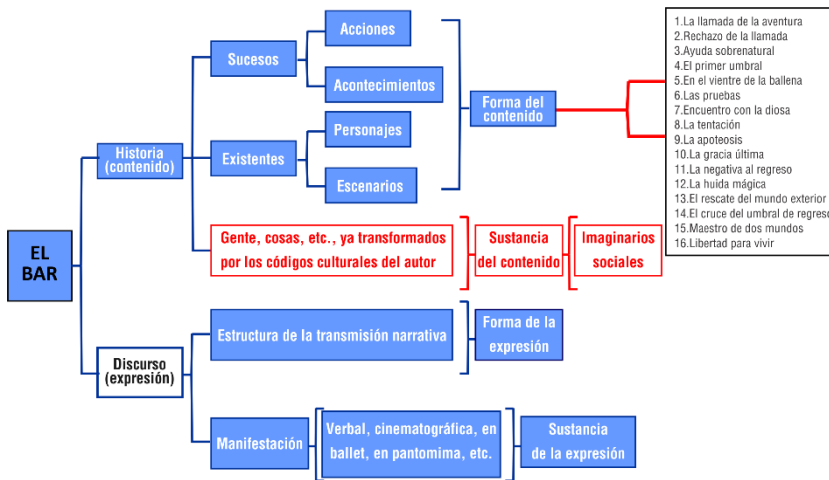 EL
BAR
Historia
(contenido)
Sucesos
Acciones
Acontecimientos
Existentes
Personajes
Escenarios
Forma del
contenido
1.La llamada de la aventura
2.Rechazo de la llamada
3.Ayuda sobrenatural
4.El primer umbral
5.En el vientre de la ballena
6.Las pruebas
7.Encuentro con la diosa
8.La tentación
9.La apoteosis
10.La gracia última
11.La negativa al regreso
12.La huida mágica
13.El rescate del mundo exterior
14.El cruce del umbral de regreso
15.Maestro de dos mundos
16.Libertad para vivir
Gente, cosas, etc., ya transformados
por los códigos culturales del autor
Sustancia
del contenido
Imaginarios
sociales
Discurso
(expresión)
Estructura de la transmisión narrativa
Forma de la
expresión
Manifestación
Verbal, cinematográfica, en
ballet, en pantomima, etc.
Sustancia
de la expresión